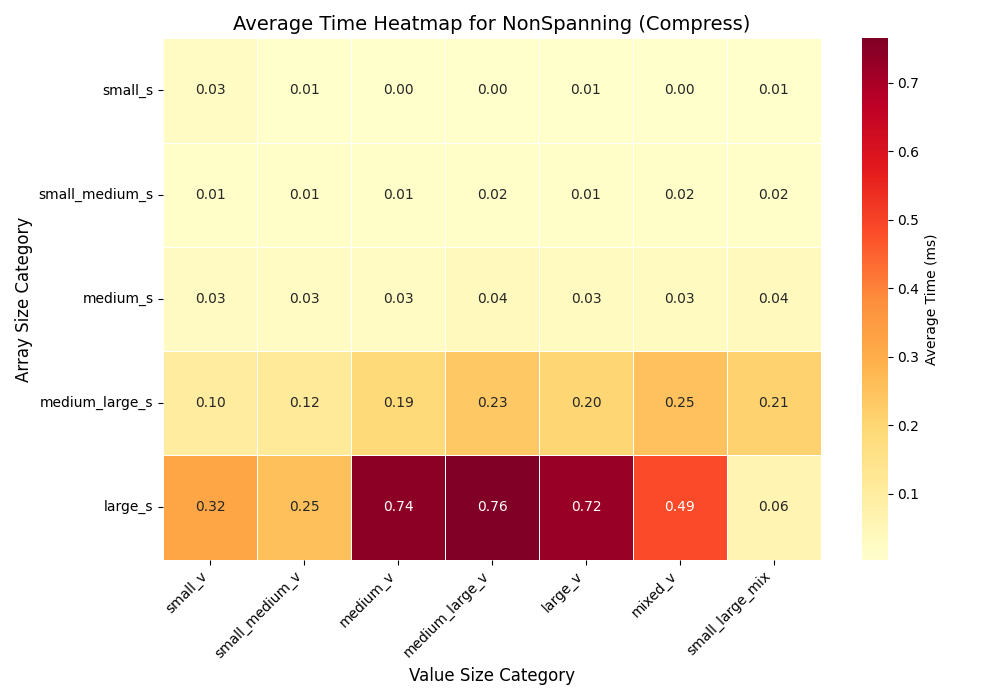 Average Time Heatmap for NonSpanning (Compress)
Array Size Category
small_s 0.03 0.01 0.00 0.00 0.01 0.00 0.01
small_medium_s 0.01 0.01 0.01 0.02 0.01 0.02 0.02
medium_s 0.03 0.03 0.03 0.04 0.03 0.03 0.04
medium_large_s 0.10 0.12 0.19 0.23 0.20 0.25 0.21
large_s 0.32 0.25 0.74 0.76 0.72 0.49 0.06
small_v small_medium_v medium_v medium_large_v large_v mixed_v small_large_mix
Value Size Category
0.7
0.6
0.5
0.4
0.3
0.2
0.1
Average Time (ms)